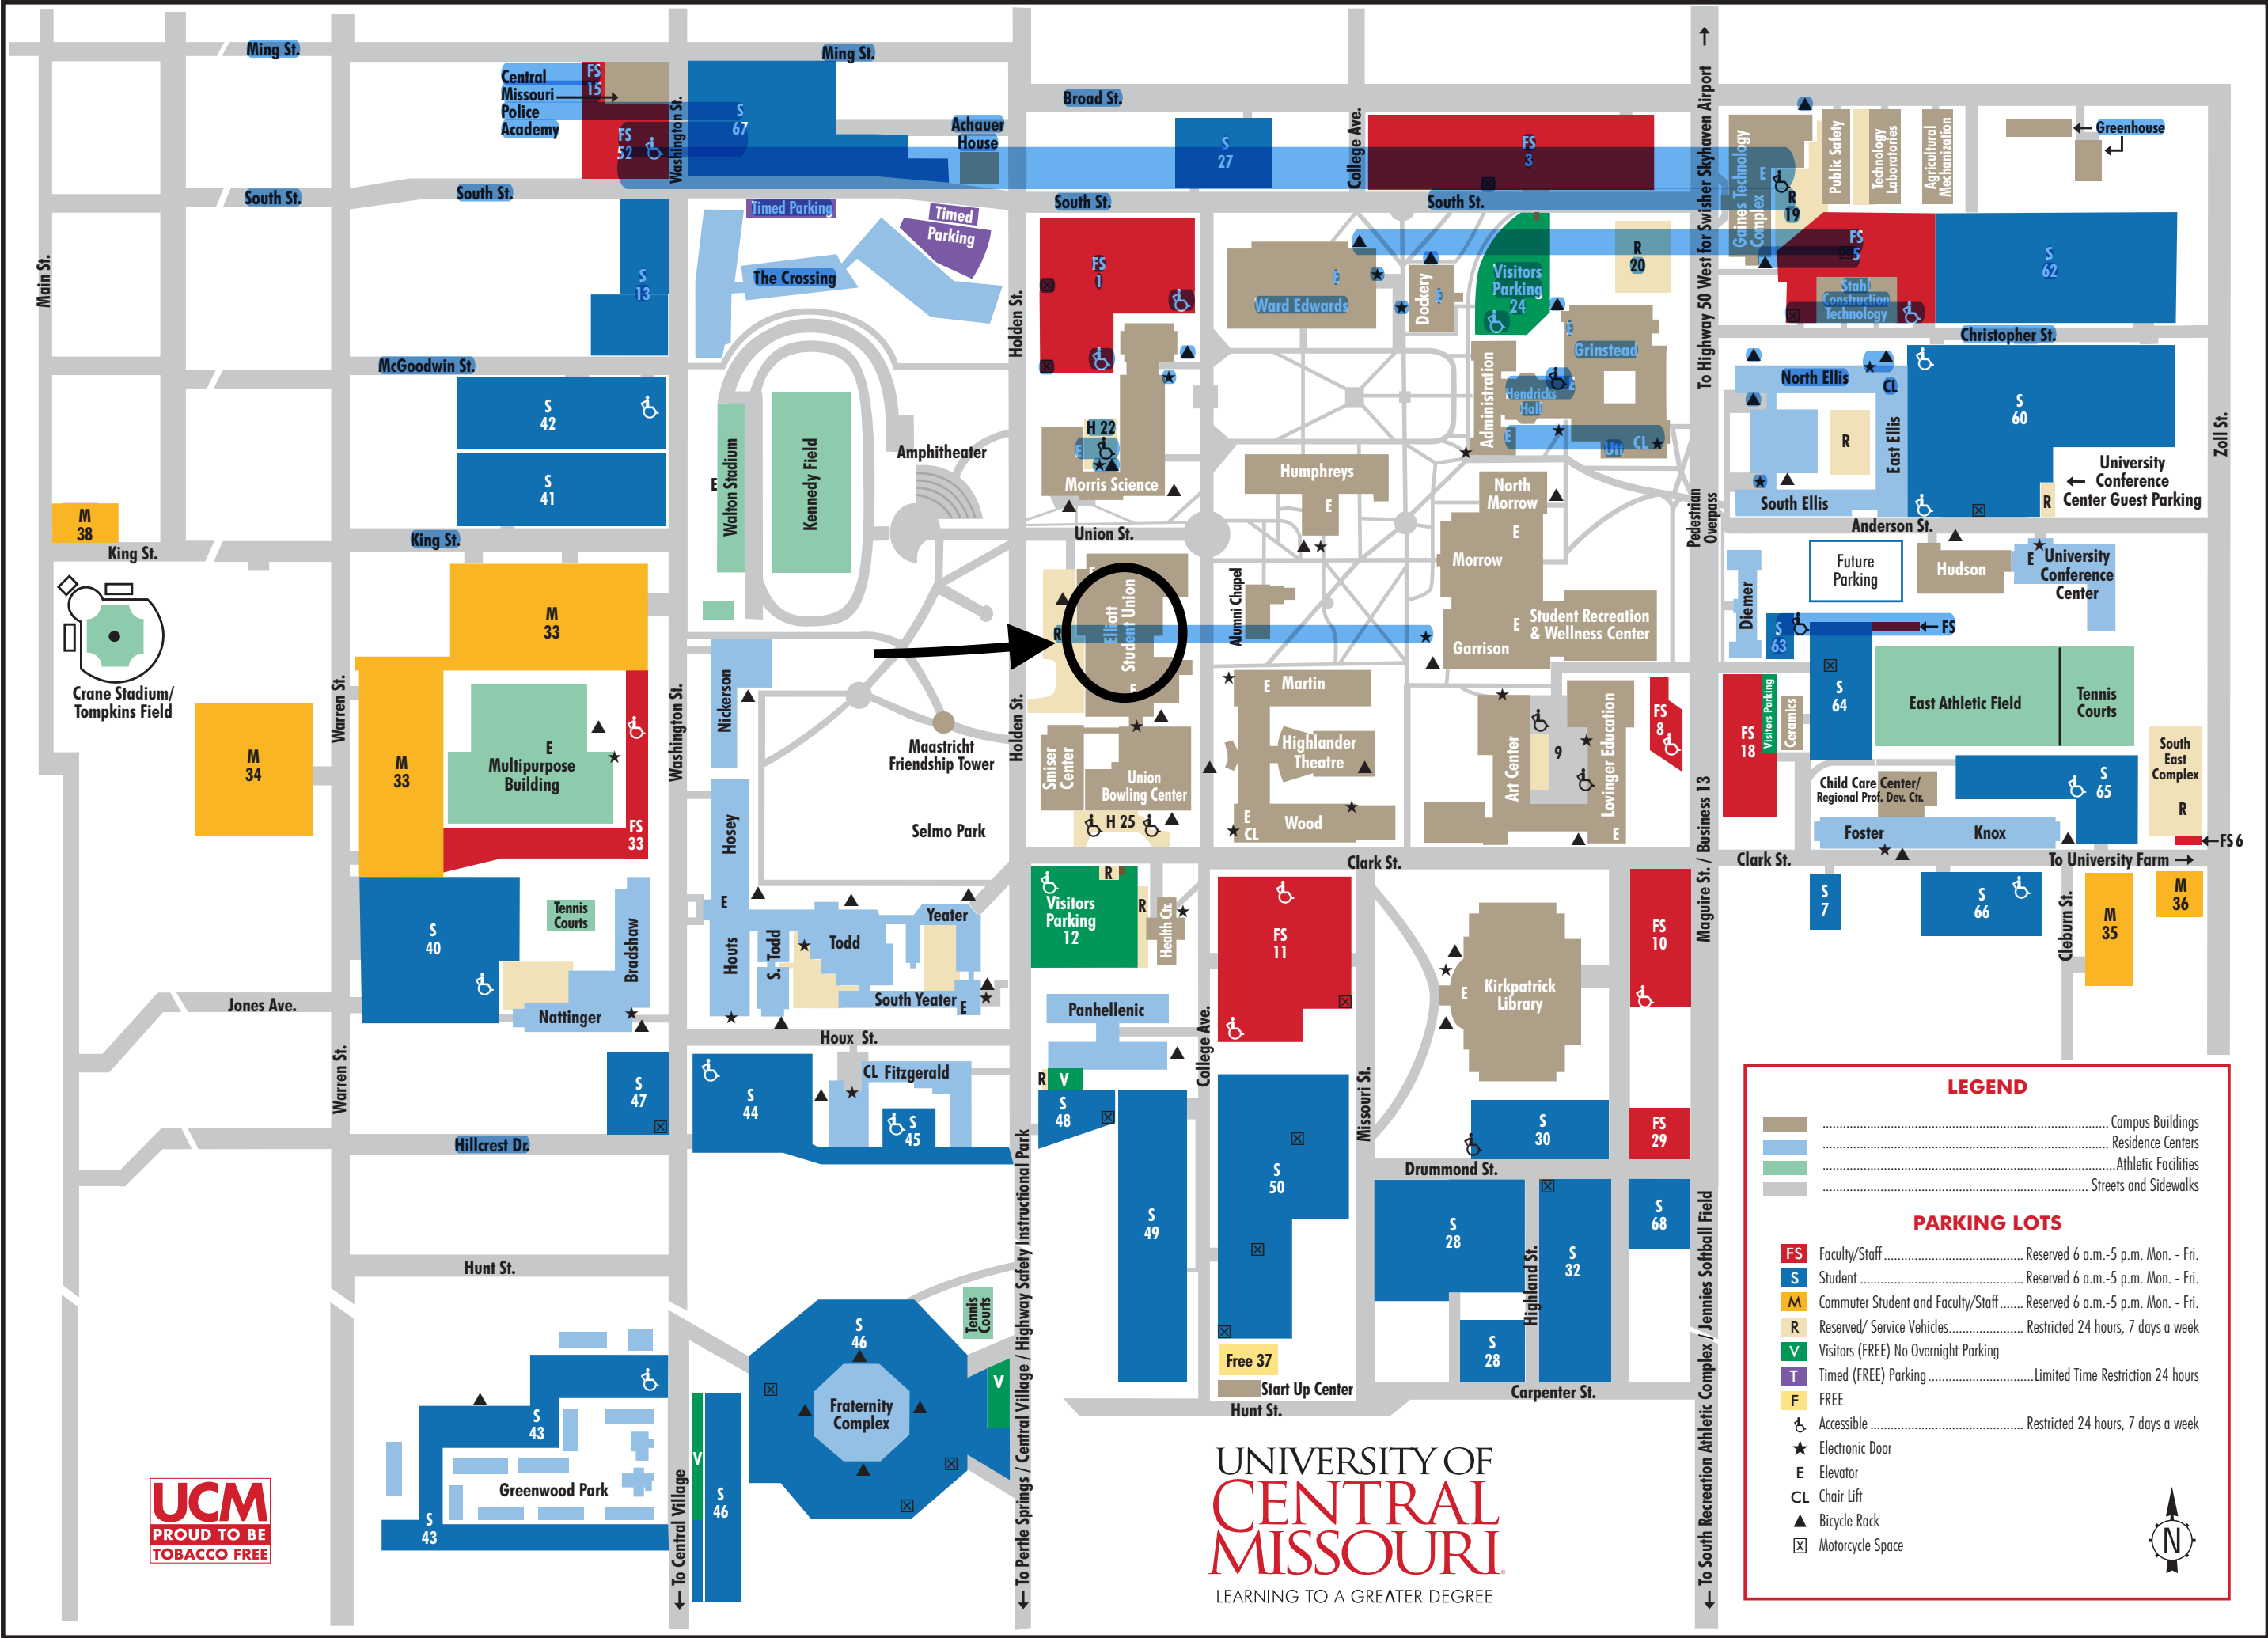 Ming St.
Ming St.
Central
Missouri
Police
Academy
FS
15
FS
52
Washington St.
S
67
Achauer
House
Broad St.
S
27
College Ave.
FS
3
To Highway 50 West for Swisher Skyhaven Airport
Gaines Technology
Complex
E
R
19
Public Safety
Technology
Laboratories
Agricultural
Mechanization
Greenhouse
South St.
South St.
South St.
South St.
Main St.
S
13
Timed Parking
Timed
Parking
The Crossing
Holden St.
FS
1
Ward Edwards
E
Dockery
E
Visitors
Parking
24
R
20
FS
5
Stahl
Construction
Technology
S
62
Christopher St.
McGoodwin St.
S
42
S
41
Walton Stadium
E
Kennedy Field
Amphitheater
H 22
E
Morris Science
Humphreys
E
Administration
Hendricks
Hall
E
Grinstead
E
E
Un
CL
North
Morrow
E
Morrow
North Ellis
CL
East Ellis
R
South Ellis
S
60
R
University
Conference
Center Guest Parking
Zoll St.
Anderson St.
Pedestrian
Overpass
M
38
King St.
King St.
Union St.
Crane Stadium/
Tompkins Field
M
33
M
33
M
34
E
Multipurpose
Building
FS
33
Warren St.
Washington St.
Nickerson
Hosey
Maastricht
Friendship Tower
Selmo Park
Holden St.
R
E
Elliott
Student Union
E
Alumni Chapel
Garrison
E
Student Recreation
& Wellness Center
Diemer
Future
Parking
Hudson
E
University
Conference
Center
S
63
FS
S
64
East Athletic Field
Tennis
Courts
Smiser
Center
Union
Bowling Center
H 25
E
Martin
Highlander
Theatre
E
CL
Wood
Art Center
9
Lovinger Education
E
FS
8
FS
18
Visitors Parking
Ceramics
Child Care Center/
Regional Prof. Dev. Ctr.
Foster
Knox
S
65
South
East
Complex
R
FS 6
Clark St.
Clark St.
To University Farm
Maguire St. / Business 13
S
40
Tennis
Courts
Bradshaw
Nattinger
E
Houts
S. Todd
Todd
Yeater
South Yeater
E
Visitors
Parking
12
R
R
Health Ctr.
FS
11
E
Kirkpatrick
Library
FS
10
S
7
S
66
Cleburn St.
M
35
M
36
Jones Ave.
Warren St.
Houx St.
Panhellenic
College Ave.
Missouri St.
S
47
S
44
CL
Fitzgerald
S
45
R
V
S
48
S
49
S
50
S
30
FS
29
Hillcrest Dr.
Drummond St.
S
28
S
28
Highland St.
S
32
S
68
Hunt St.
S
46
Fraternity
Complex
Tennis
Courts
V
V
S
46
To Central Village
To Pertle Springs / Central Village / Highway Safety Instructional Park
S
43
Greenwood Park
S
43
Free 37
Start Up Center
Hunt St.
Carpenter St.
To South Recreation Athletic Complex / Jennies Softball Field
UCM
PROUD TO BE
TOBACCO FREE
UNIVERSITY OF
CENTRAL
MISSOURI
LEARNING TO A GREATER DEGREE
LEGEND
Campus Buildings
Residence Centers
Athletic Facilities
Streets and Sidewalks
PARKING LOTS
FS Faculty/Staff Reserved 6 a.m.-5 p.m. Mon. - Fri.
S Student Reserved 6 a.m.-5 p.m. Mon. - Fri.
M Commuter Student and Faculty/Staff Reserved 6 a.m.-5 p.m. Mon. - Fri.
R Reserved/ Service Vehicles Restricted 24 hours, 7 days a week
V Visitors (FREE) No Overnight Parking
T Timed (FREE) Parking Limited Time Restriction 24 hours
F FREE
Accessible Restricted 24 hours, 7 days a week
Electronic Door
E Elevator
CL Chair Lift
Bicycle Rack
Motorcycle Space
N